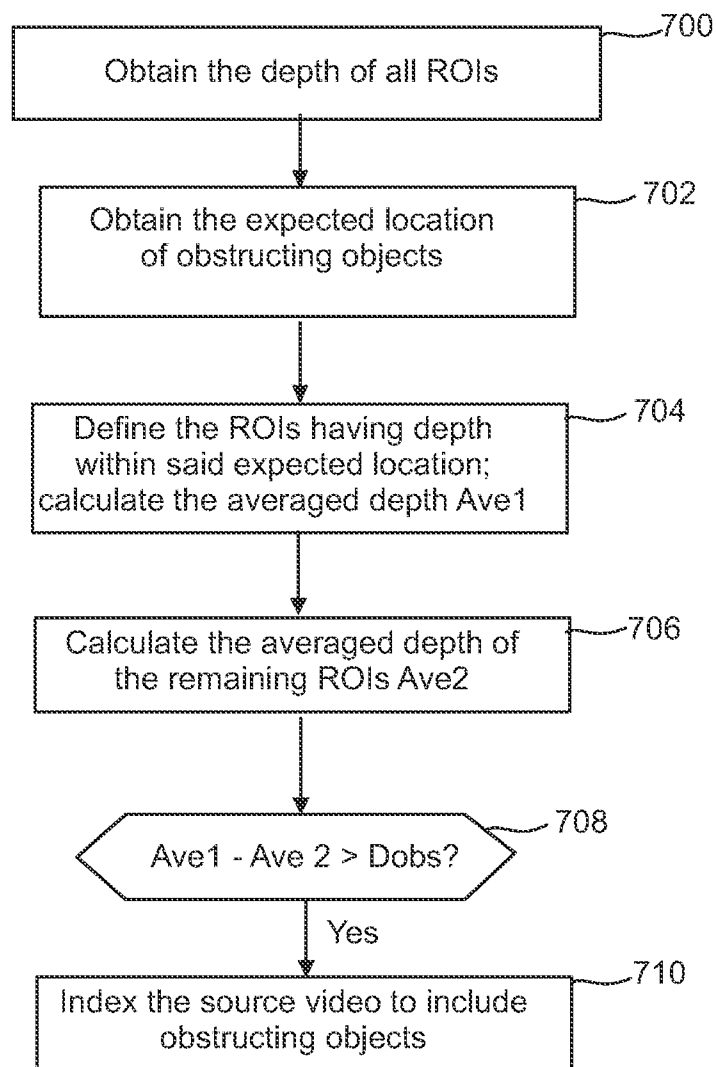 700
Obtain the depth of all ROIs
702
Obtain the expected location
of obstructing objects
704
Define the ROIs having depth
within said expected location;
calculate the averaged depth Ave1
706
Calculate the averaged depth of
the remaining ROIs Ave2
708
Ave1 - Ave 2 > Dobs?
Yes
710
Index the source video to include
obstructing objects